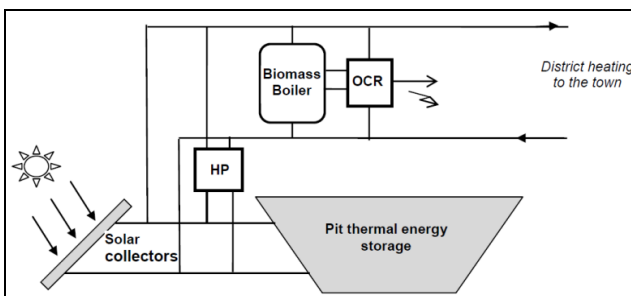 Biomass
Boiler
OCR
District heating
to the town
HP
Solar
collectors
Pit thermal energy
storage